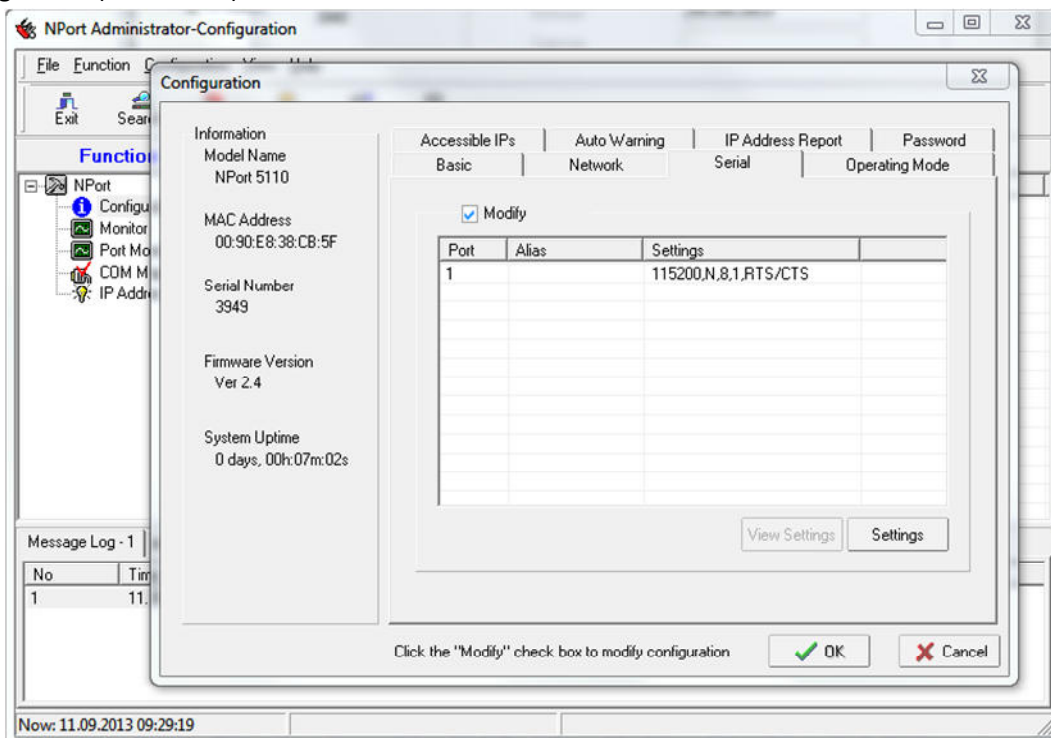 NPort Administrator-Configuration
File Function
Configuration
Exit
Information
Model Name
NPort 5110
MAC Address
00:90:E8:38:CB:5F
Serial Number
3949
Firmware Version
Ver 2.4
System Uptime
0 days, 00h:07m:02s
Accessible IPs Auto Warning IP Address Report Password
Basic Network Serial Operating Mode
Modify
Port Alias Settings
1 115200,N,8,1,RTS/CTS
View Settings Settings
Click the "Modify" check box to modify configuration OK Cancel
NPort
Monitor
Port Mo
COM M
IP Addr
Message Log - 1
No Tim
1 11.
Now: 11.09.2013 09:29:19